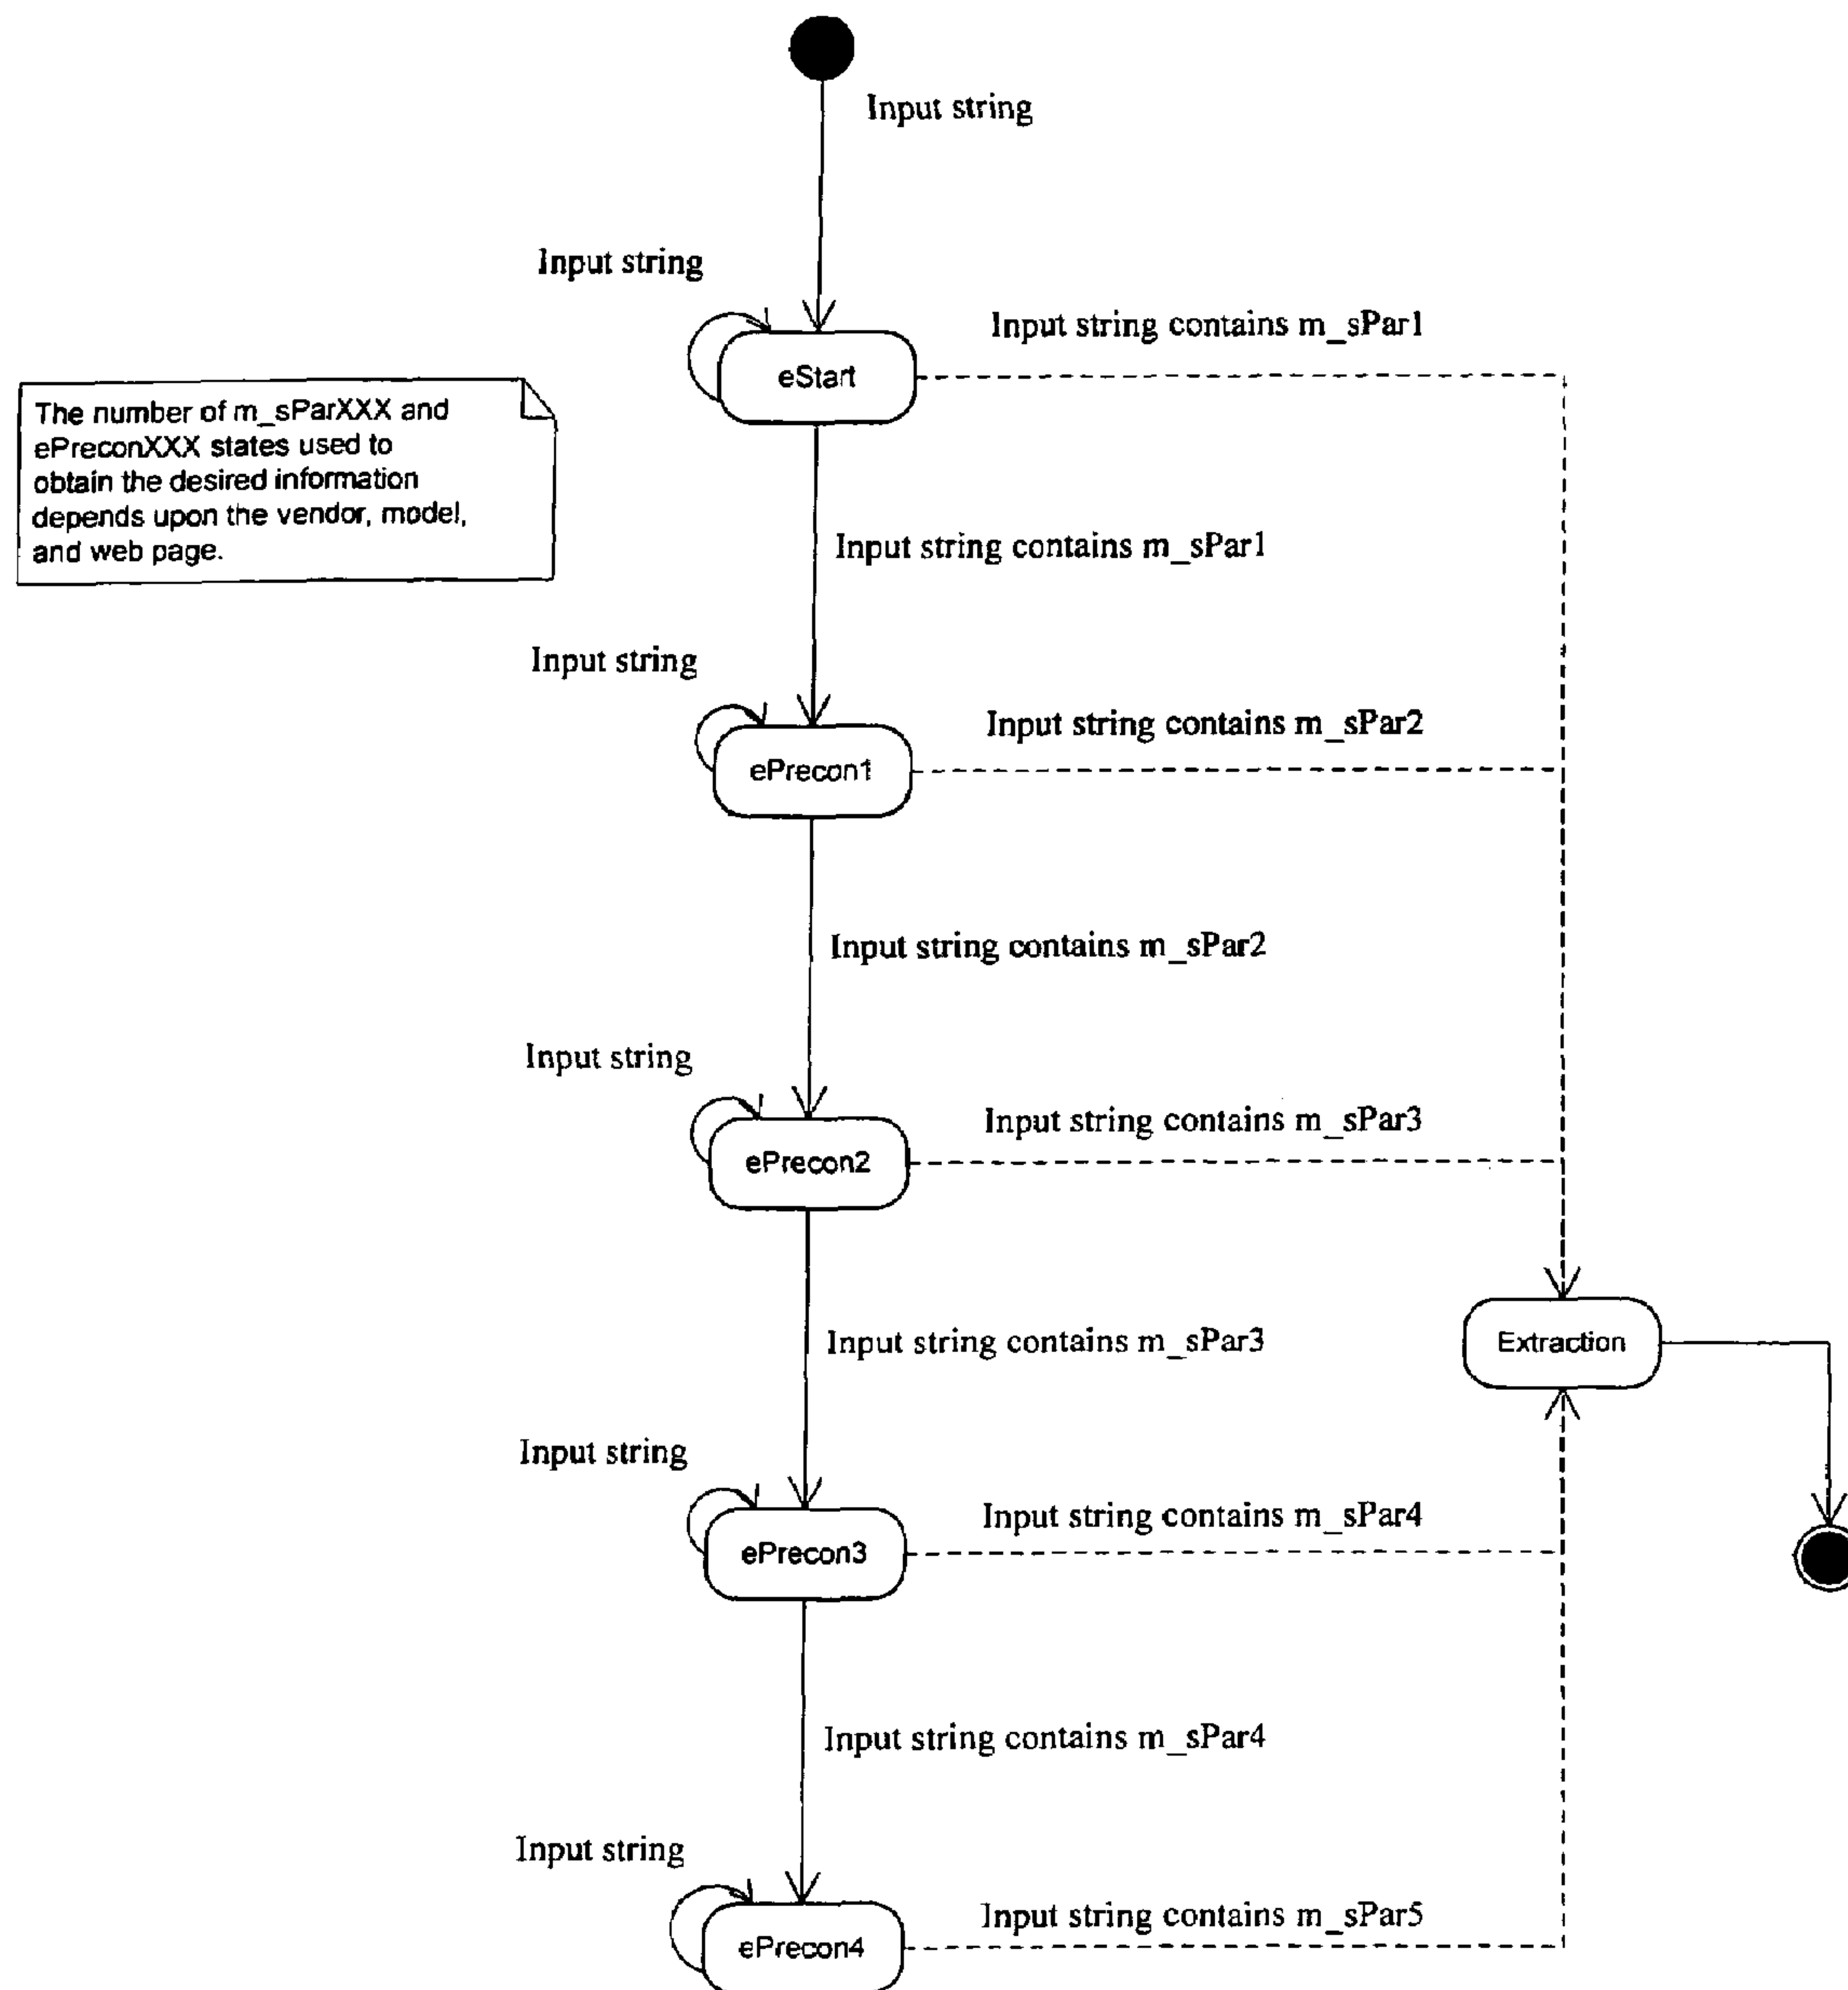 Input string
Input string
Input string contains m_sPar1
eStart
The number of m_sParXXX and
ePreconXXX states used to
obtain the desired information
depends upon the vendor, model,
and web page.
Input string contains m_sPar1
Input string
Input string contains m_sPar2
ePrecon1
Input string contains m_sPar2
Input string
Input string contains m_sPar3
ePrecon2
Input string contains m_sPar3
Extraction
Input string
Input string contains m_sPar4
ePrecon3
Input string contains m_sPar4
Input string
Input string contains m_sPar5
ePrecon4